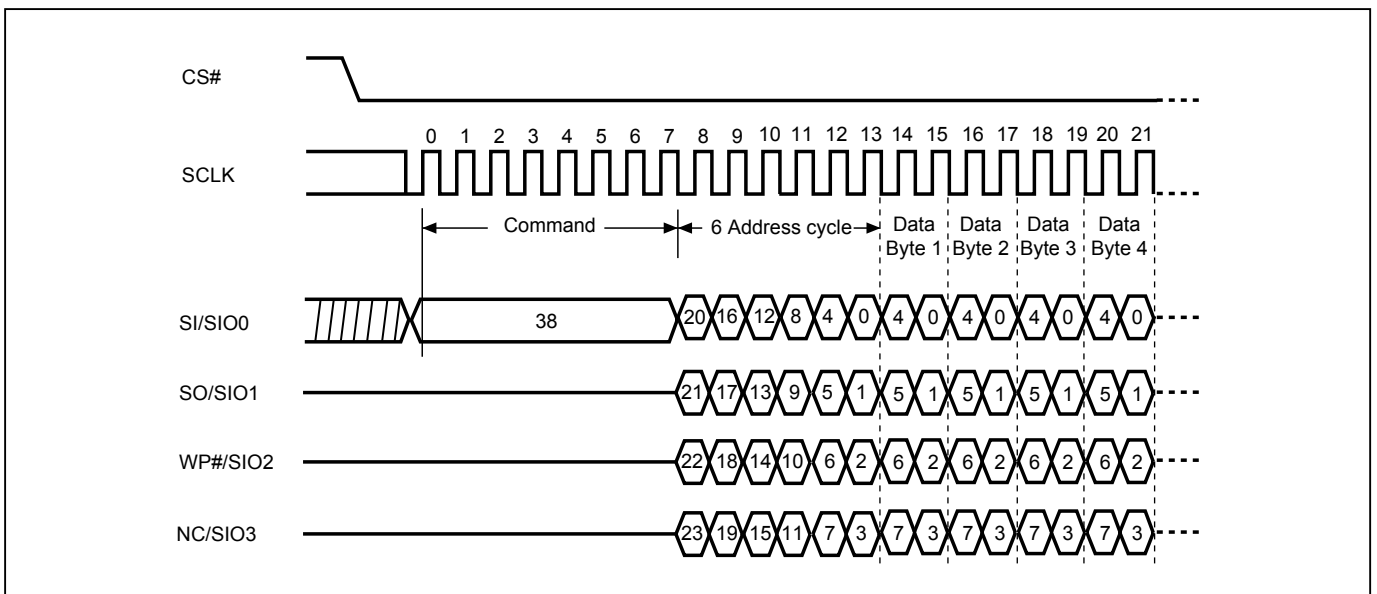 CS#
0 1 2 3 4 5 6 7 8 9 10 11 12 13 14 15 16 17 18 19 20 21
SCLK
Command 6 Address cycle Data Data Data Data
Byte 1 Byte 2 Byte 3 Byte 4
SI/SIO0 38 20 16 12 8 4 0 4 0 4 0 4 0 4 0
SO/SIO1 21 17 13 9 5 1 5 1 5 1 5 1 5 1
WP#/SIO2 22 18 14 10 6 2 6 2 6 2 6 2 6 2
NC/SIO3 23 19 15 11 7 3 7 3 7 3 7 3 7 3